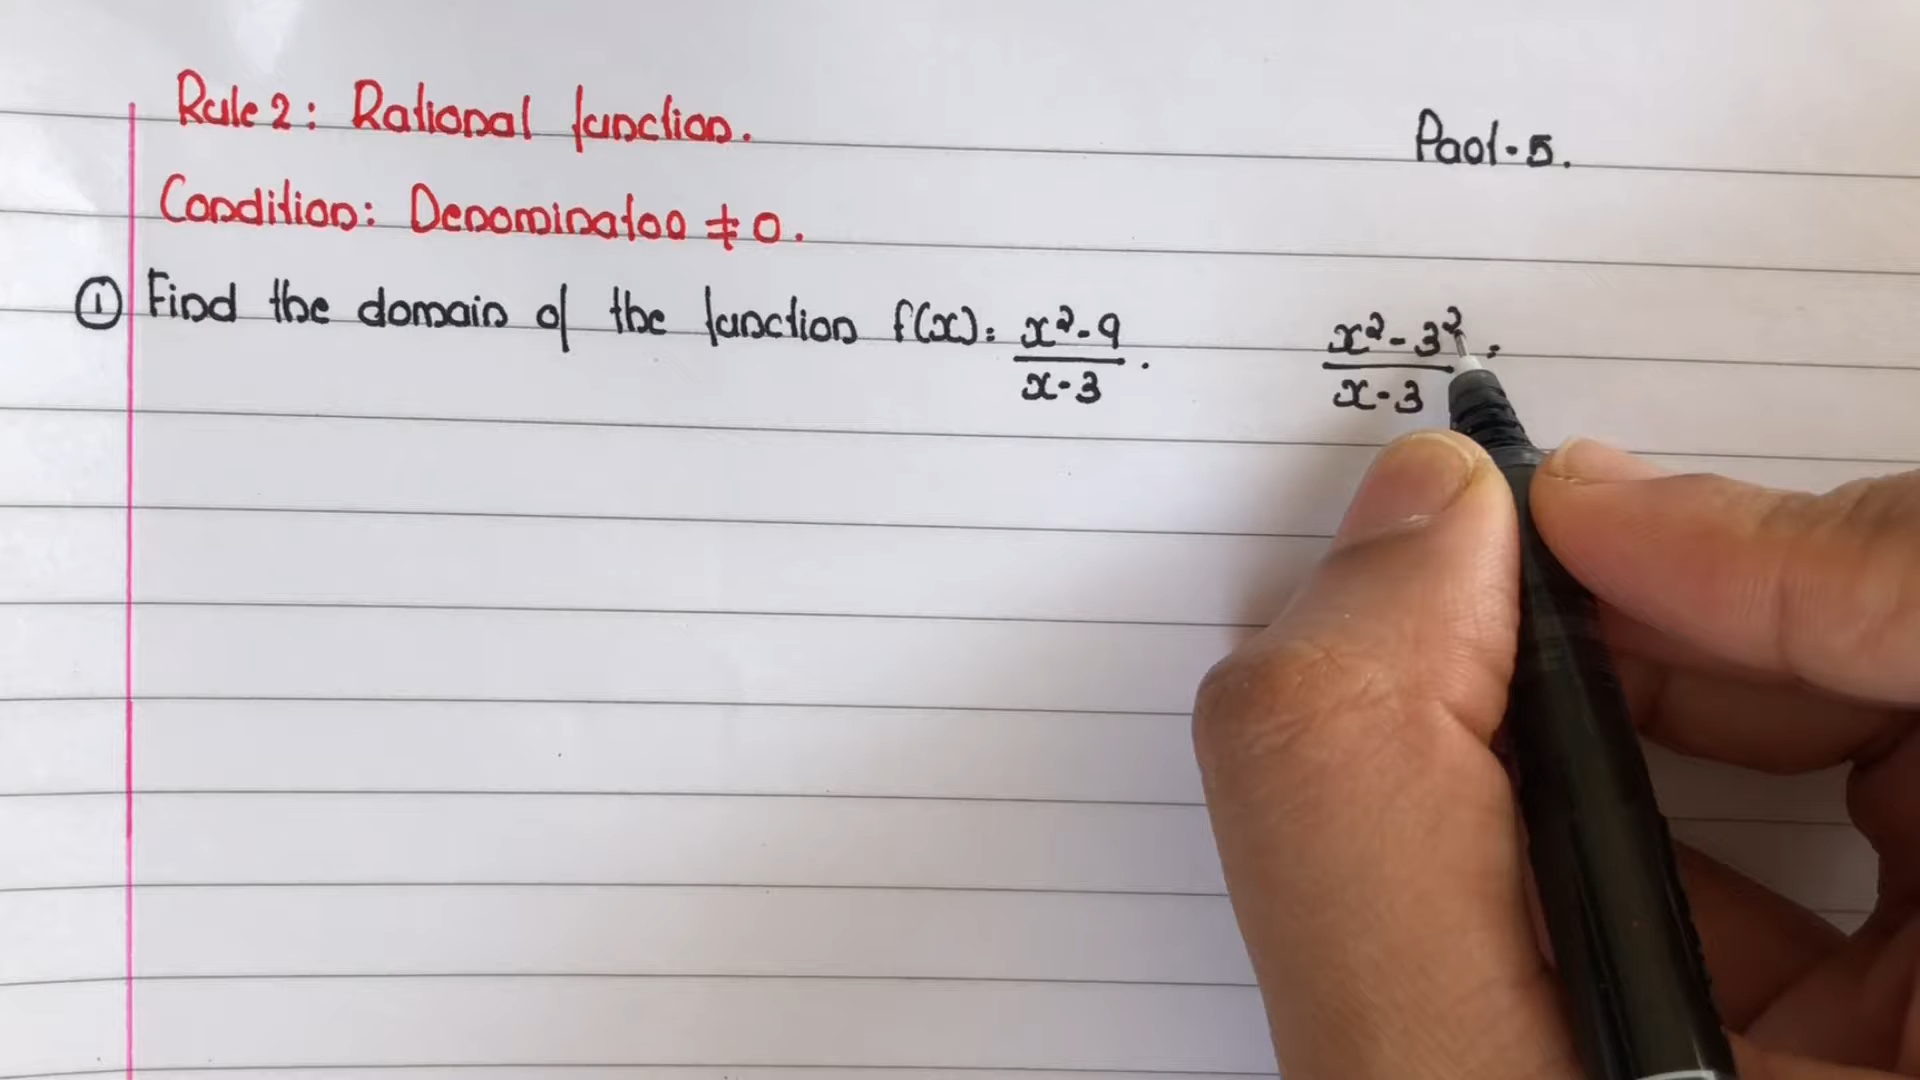 Rule 2: Rational function.
Part-5.
Condition: Denominator ≠ 0.
① Find the domain of the function f(x) = (x² - 9)/(x - 3).
(x² - 3²)/(x - 3) =